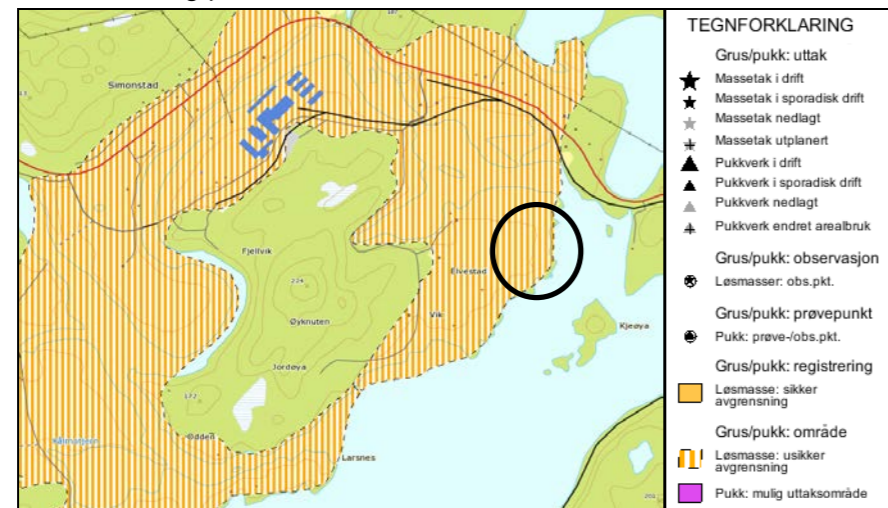 TEGNFORKLARING
Grus/pukk: uttak
Massetak i drift
Massetak i sporadisk drift
Massetak nedlagt
Massetak utplanert
Pukkverk i drift
Pukkverk i sporadisk drift
Pukkverk nedlagt
Pukkverk endret arealbruk
Grus/pukk: observasjon
Løsmasser: obs.pkt.
Grus/pukk: prøvepunkt
Pukk: prøve-/obs.pkt.
Grus/pukk: registrering
Løsmasse: sikker
avgrensning
Grus/pukk: område
Løsmasse: usikker
avgrensning
Pukk: mulig uttaksområde
Simonstad
Fjellvik
Elvestad
224
Øyknuten
Vik
Kjeøya
Jordøya
172
Odden
Larsnes